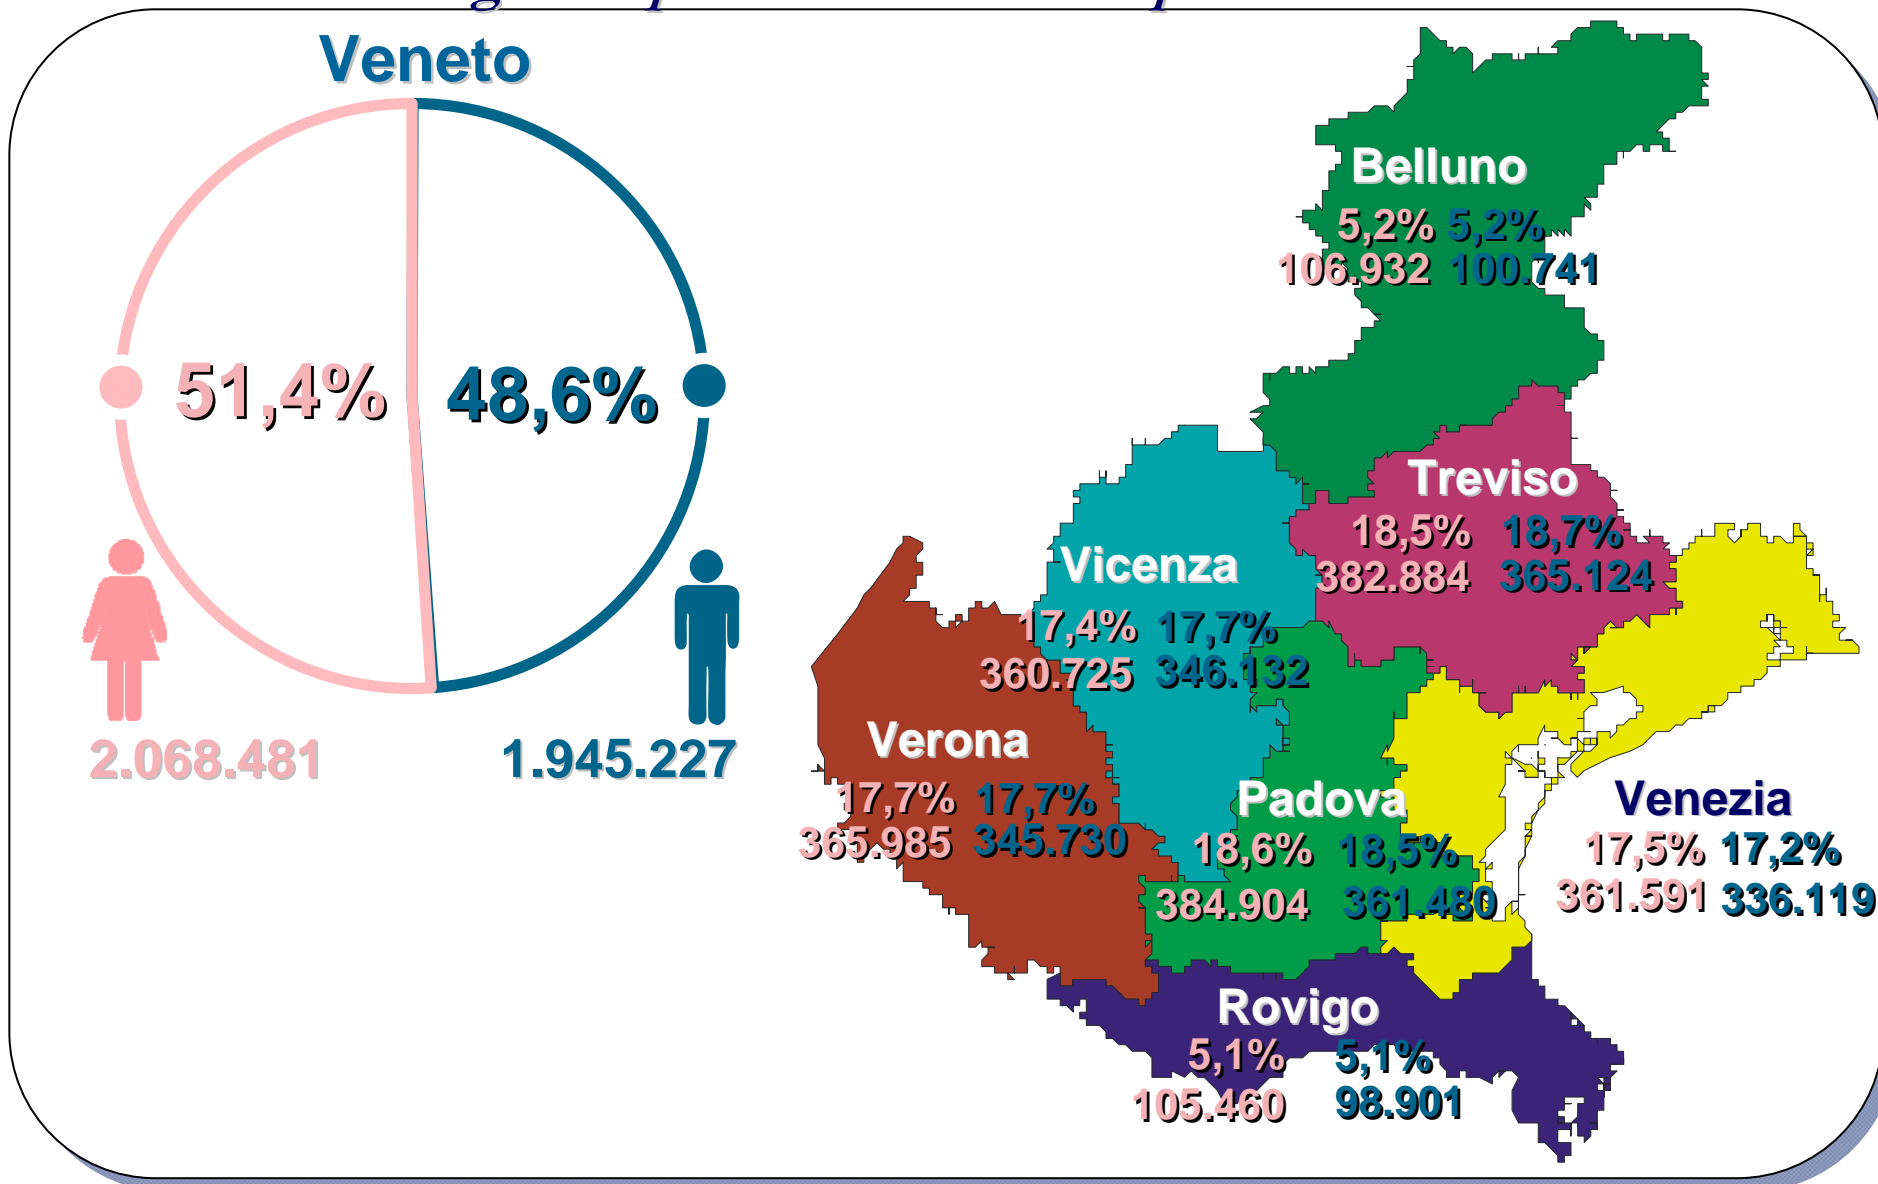 Veneto
51,4% 48,6%
2.068.481 1.945.227
Belluno
5,2% 5,2%
106.932 100.741
Treviso
18,5% 18,7%
382.884 365.124
Vicenza
17,4% 17,7%
360.725 346.132
Verona
17,7% 17,7%
365.985 345.730
Padova
18,6% 18,5%
384.904 361.480
Venezia
17,5% 17,2%
361.591 336.119
Rovigo
5,1% 5,1%
105.460 98.901